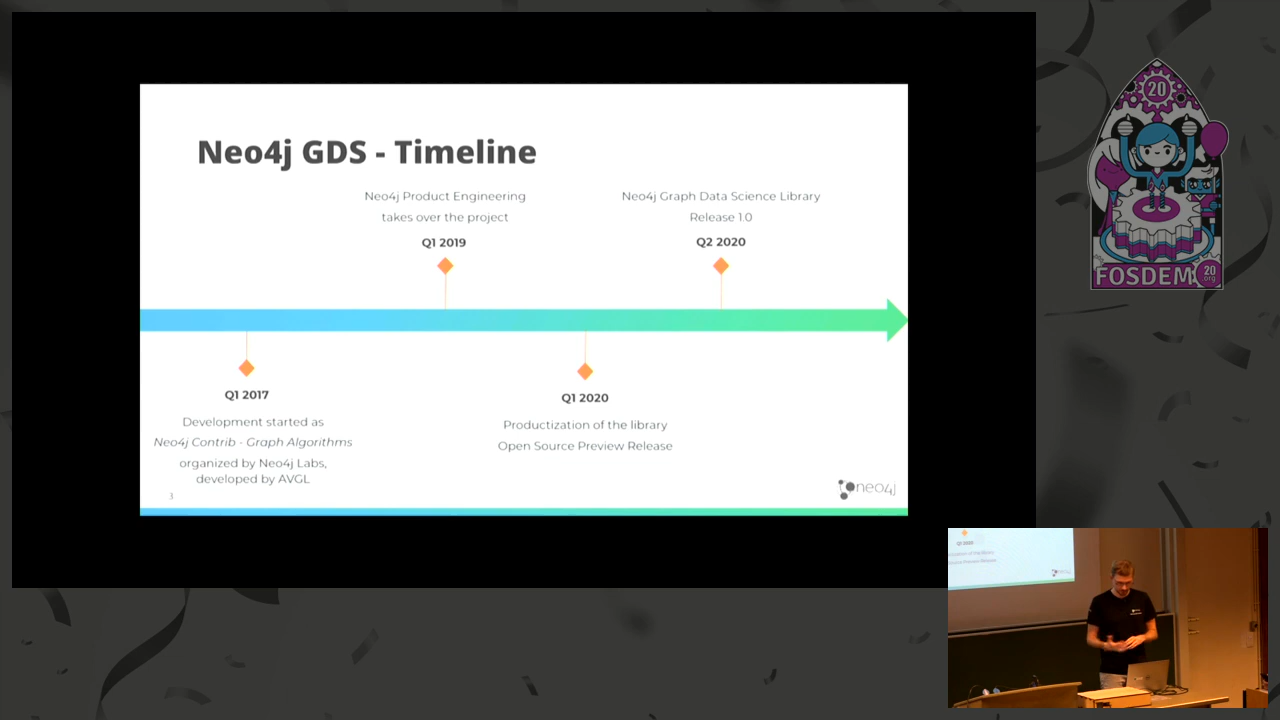 Neo4j GDS - Timeline
Neo4j Product Engineering
takes over the project
Q1 2019
Neo4j Graph Data Science Library
Release 1.0
Q2 2020
Q1 2017
Development started as
Neo4j Contrib - Graph Algorithms
organized by Neo4j Labs,
developed by AVGL
Q1 2020
Productization of the library
Open Source Preview Release
3
neo4j
20
FOSDEM
20
.org